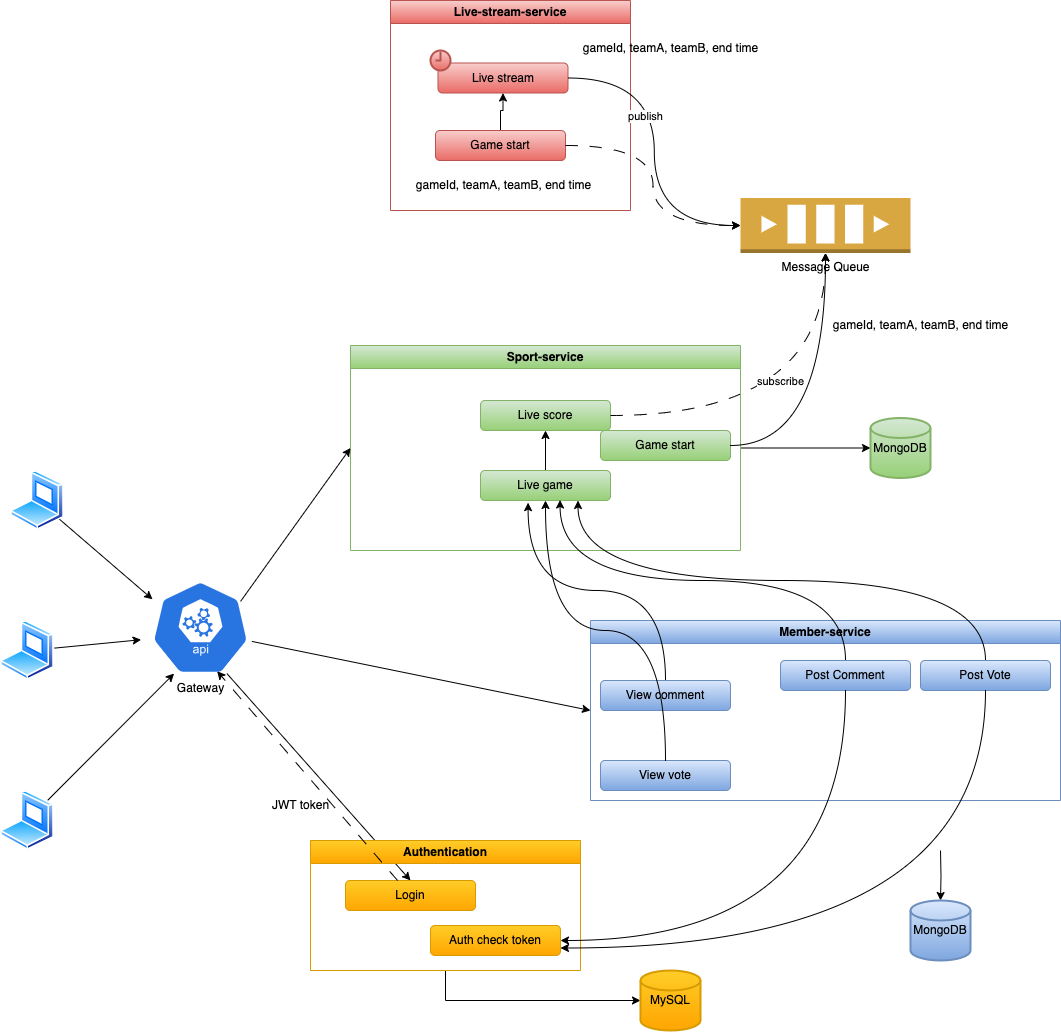 Live-stream-service
gameId, teamA, teamB, end time
Live stream
publish
Game start
gameId, teamA, teamB, end time
Message Queue
gameId, teamA, teamB, end time
Sport-service
subscribe
Live score
Game start
MongoDB
Live game
api
Gateway
Member-service
Post Comment
Post Vote
View comment
View vote
JWT token
Authentication
Login
Auth check token
MongoDB
MySQL